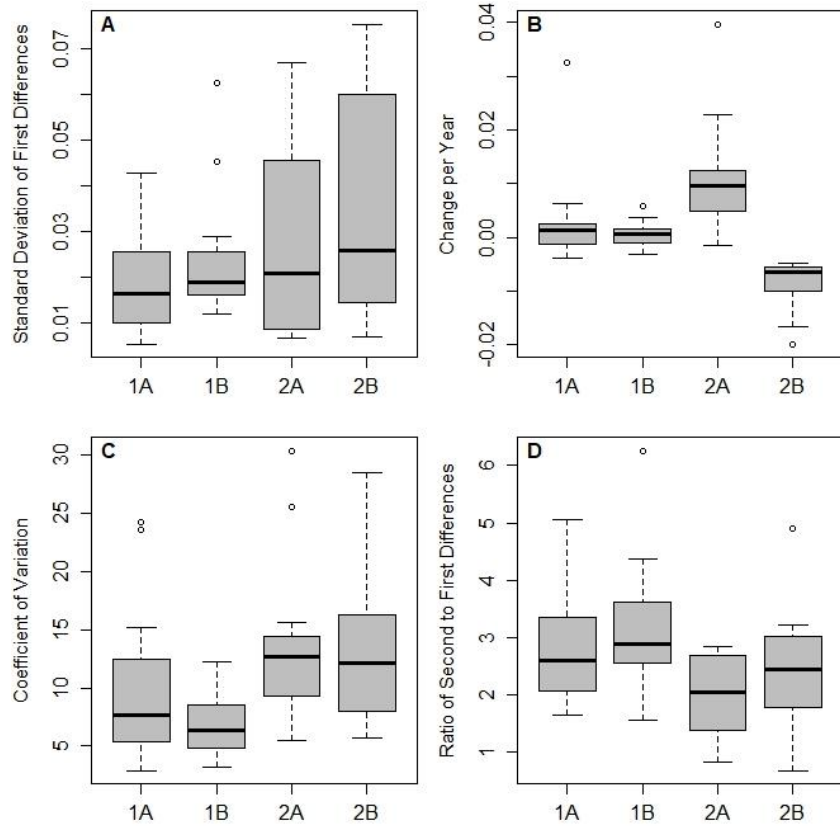 A
Standard Deviation of First Differences
0.07
0.05
0.03
0.01
1A 1B 2A 2B
B
Change per Year
0.04
0.02
0.00
-0.02
1A 1B 2A 2B
C
Coefficient of Variation
30
25
20
15
10
5
1A 1B 2A 2B
D
Ratio of Second to First Differences
6
5
4
3
2
1
1A 1B 2A 2B